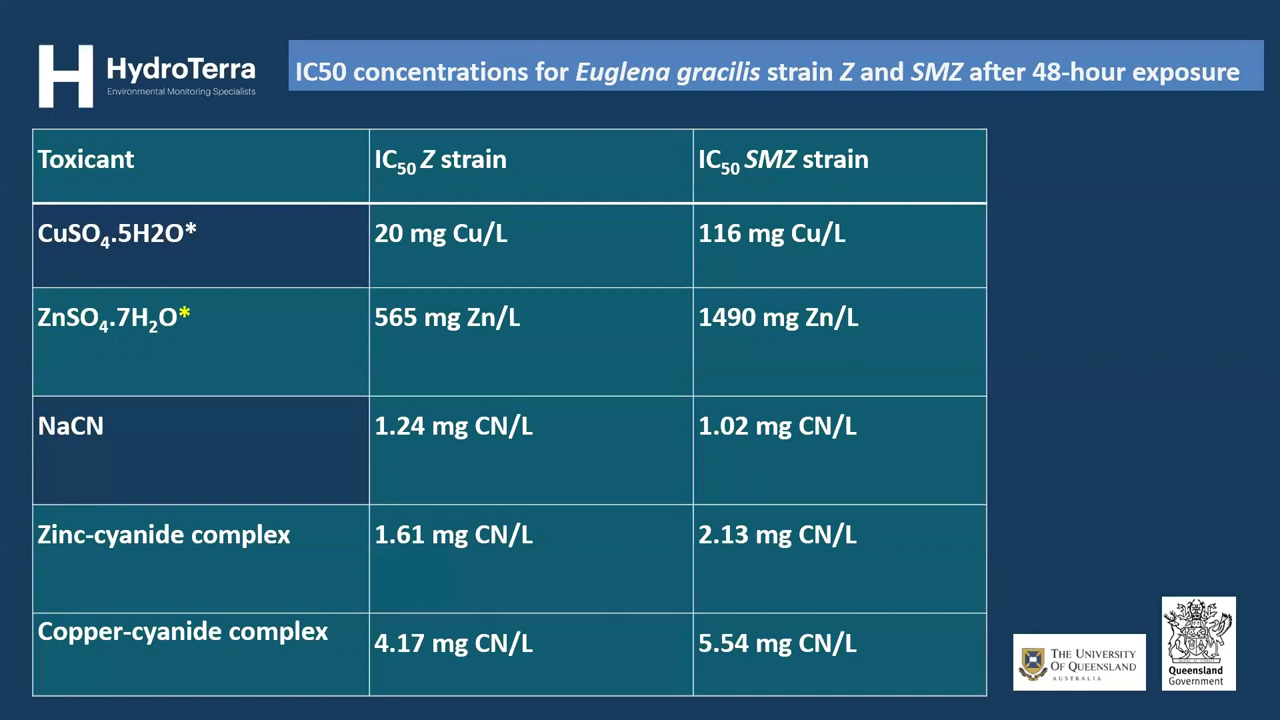 HydroTerra
Environmental Monitoring Specialists
IC50 concentrations for Euglena gracilis strain Z and SMZ after 48-hour exposure
Toxicant IC50 Z strain IC50 SMZ strain
CuSO4.5H2O* 20 mg Cu/L 116 mg Cu/L
ZnSO4.7H2O* 565 mg Zn/L 1490 mg Zn/L
NaCN 1.24 mg CN/L 1.02 mg CN/L
Zinc-cyanide complex 1.61 mg CN/L 2.13 mg CN/L
Copper-cyanide complex 4.17 mg CN/L 5.54 mg CN/L
THE UNIVERSITY
OF QUEENSLAND
AUSTRALIA
Queensland
Government